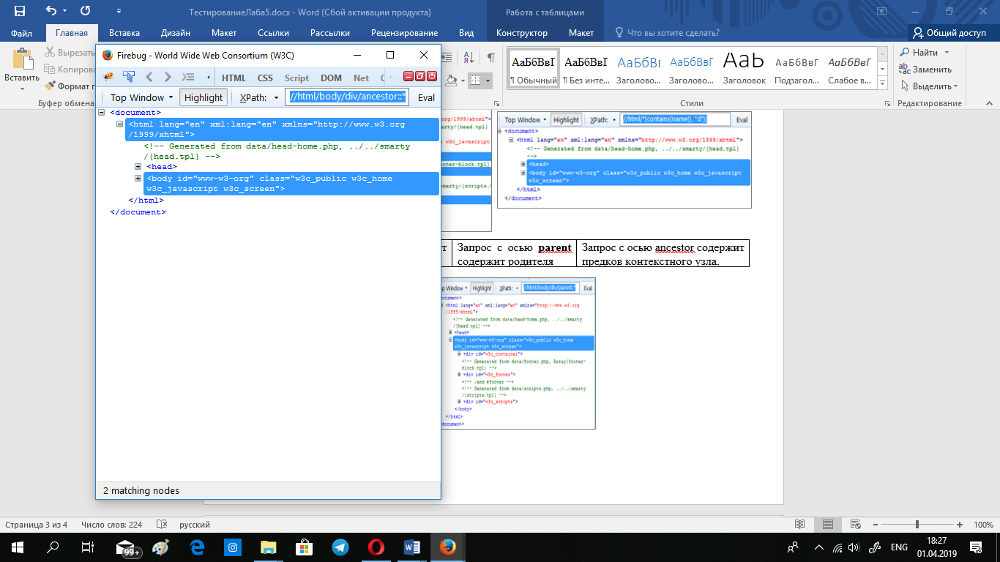 ТестированиеЛаба5.docx - Word (Сбой активации продукта)
Работа с таблицами
Файл
Главная
Вставка
Дизайн
Макет
Ссылки
Рассылки
Рецензирование
Вид
Конструктор
Макет
Что вы хотите сделать?
Общий доступ
Вставить
Вырезать
Буфер обмена
АаБбВвГ
¶ Обычный
АаБбВвГ
¶ Без инте...
Заголово...
Заголово...
Заголовок
АаБбВвГ
Подзагол...
АаБбВвГ
Слабое в...
Стили
Найти
Заменить
Выделить
Редактирование
Firebug - World Wide Web Consortium (W3C)
HTML
CSS
Script
DOM
Net
Top Window
Highlight
XPath:
//html/body/div/ancestor::*
Eval
<document>
<html lang="en" xml:lang="en" xmlns="http://www.w3.org
/1999/xhtml">
<!-- Generated from data/head-home.php, ../../smarty
/{head.tpl} -->
<head>
<body id="www-w3-org" class="w3c_public w3c_home
w3c_javascript w3c_screen">
</html>
</document>
2 matching nodes
Top Window
Highlight
XPath:
//html/*[contains(name(), "d")]
Eval
<document>
<html lang="en" xml:lang="en" xmlns="http://www.w3.org/1999/xhtml">
<!-- Generated from data/head-home.php, ../../smarty/{head.tpl}
-->
<head>
<body id="www-w3-org" class="w3c_public w3c_home w3c_javascript
w3c_screen">
</html>
</document>
Запрос с осью parent
содержит родителя
Запрос с осью ancestor содержит
предков контекстного узла.
Window
Highlight
XPath:
//html/body/div/parent::*
Eval
<html lang="en" xml:lang="en" xmlns="http://www.w3.org
/1999/xhtml">
<!-- Generated from data/head-home.php, ../../smarty
/{head.tpl} -->
<head>
<body id="www-w3-org" class="w3c_public w3c_home
w3c_javascript w3c_screen">
<div id="w3c_container">
<!-- Generated from data/footer.php, Array{footer-
block.tpl} -->
<div id="w3c_footer">
<!-- /end #footer -->
<!-- Generated from data/scripts.php, ../../smarty
/{scripts.tpl} -->
<div id="w3c_scripts">
</body>
</html>
Страница 3 из 4
Число слов: 224
русский
100%
99+
ENG
18:27
01.04.2019